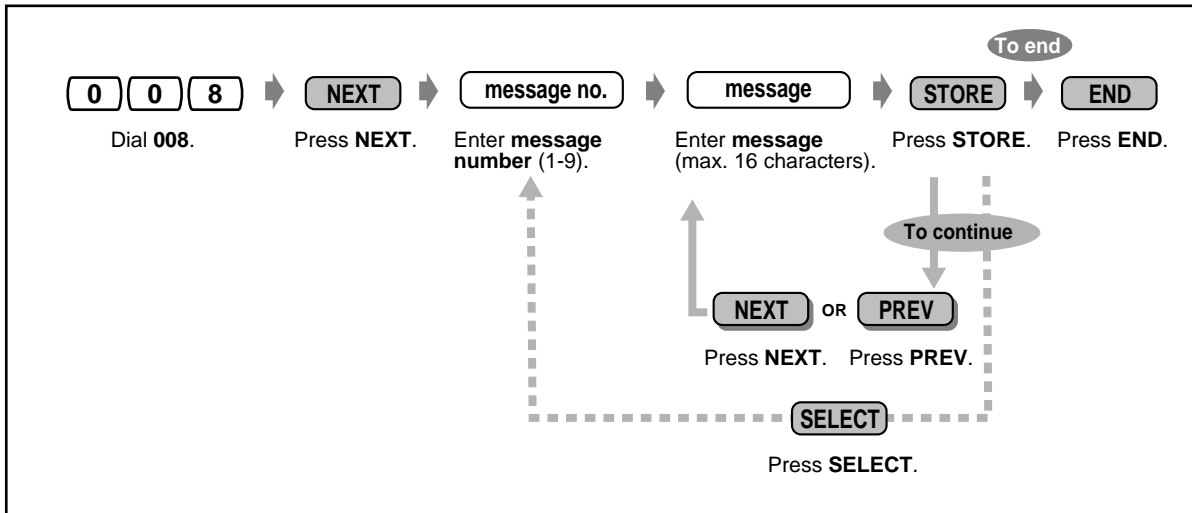 To end
0 0 8 NEXT message no. message STORE END
Dial 008. Press NEXT. Enter message Enter message Press STORE. Press END.
number (1-9). (max. 16 characters).
To continue
NEXT OR PREV
Press NEXT. Press PREV.
SELECT
Press SELECT.